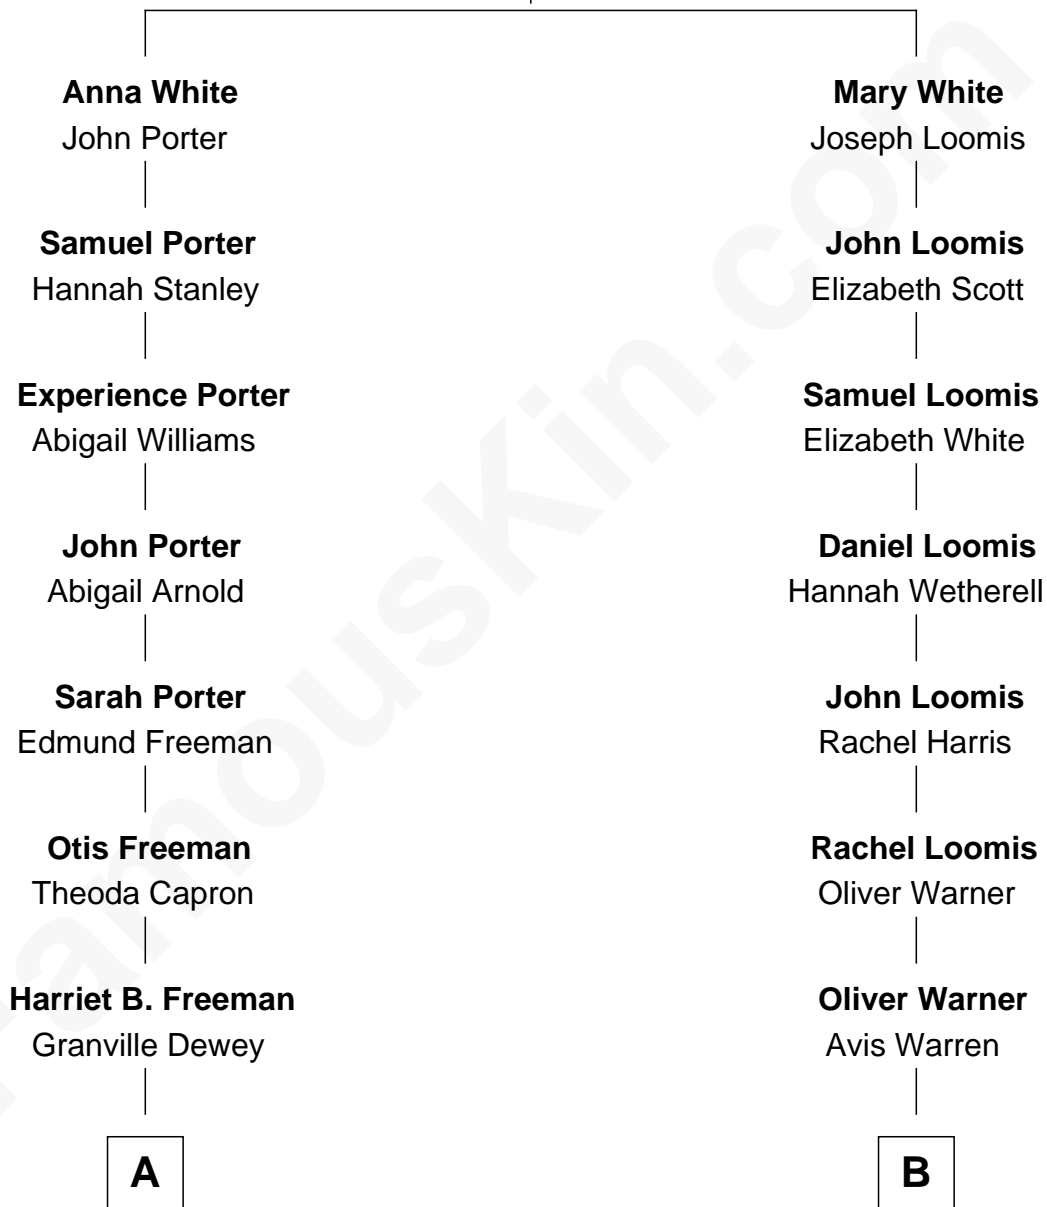 Anna White
John Porter
Samuel Porter
Hannah Stanley
Experience Porter
Abigail Williams
John Porter
Abigail Arnold
Sarah Porter
Edmund Freeman
Otis Freeman
Theoda Capron
Harriet B. Freeman
Granville Dewey
A
Mary White
Joseph Loomis
John Loomis
Elizabeth Scott
Samuel Loomis
Elizabeth White
Daniel Loomis
Hannah Wetherell
John Loomis
Rachel Harris
Rachel Loomis
Oliver Warner
Oliver Warner
Avis Warren
B
FamousKin.com